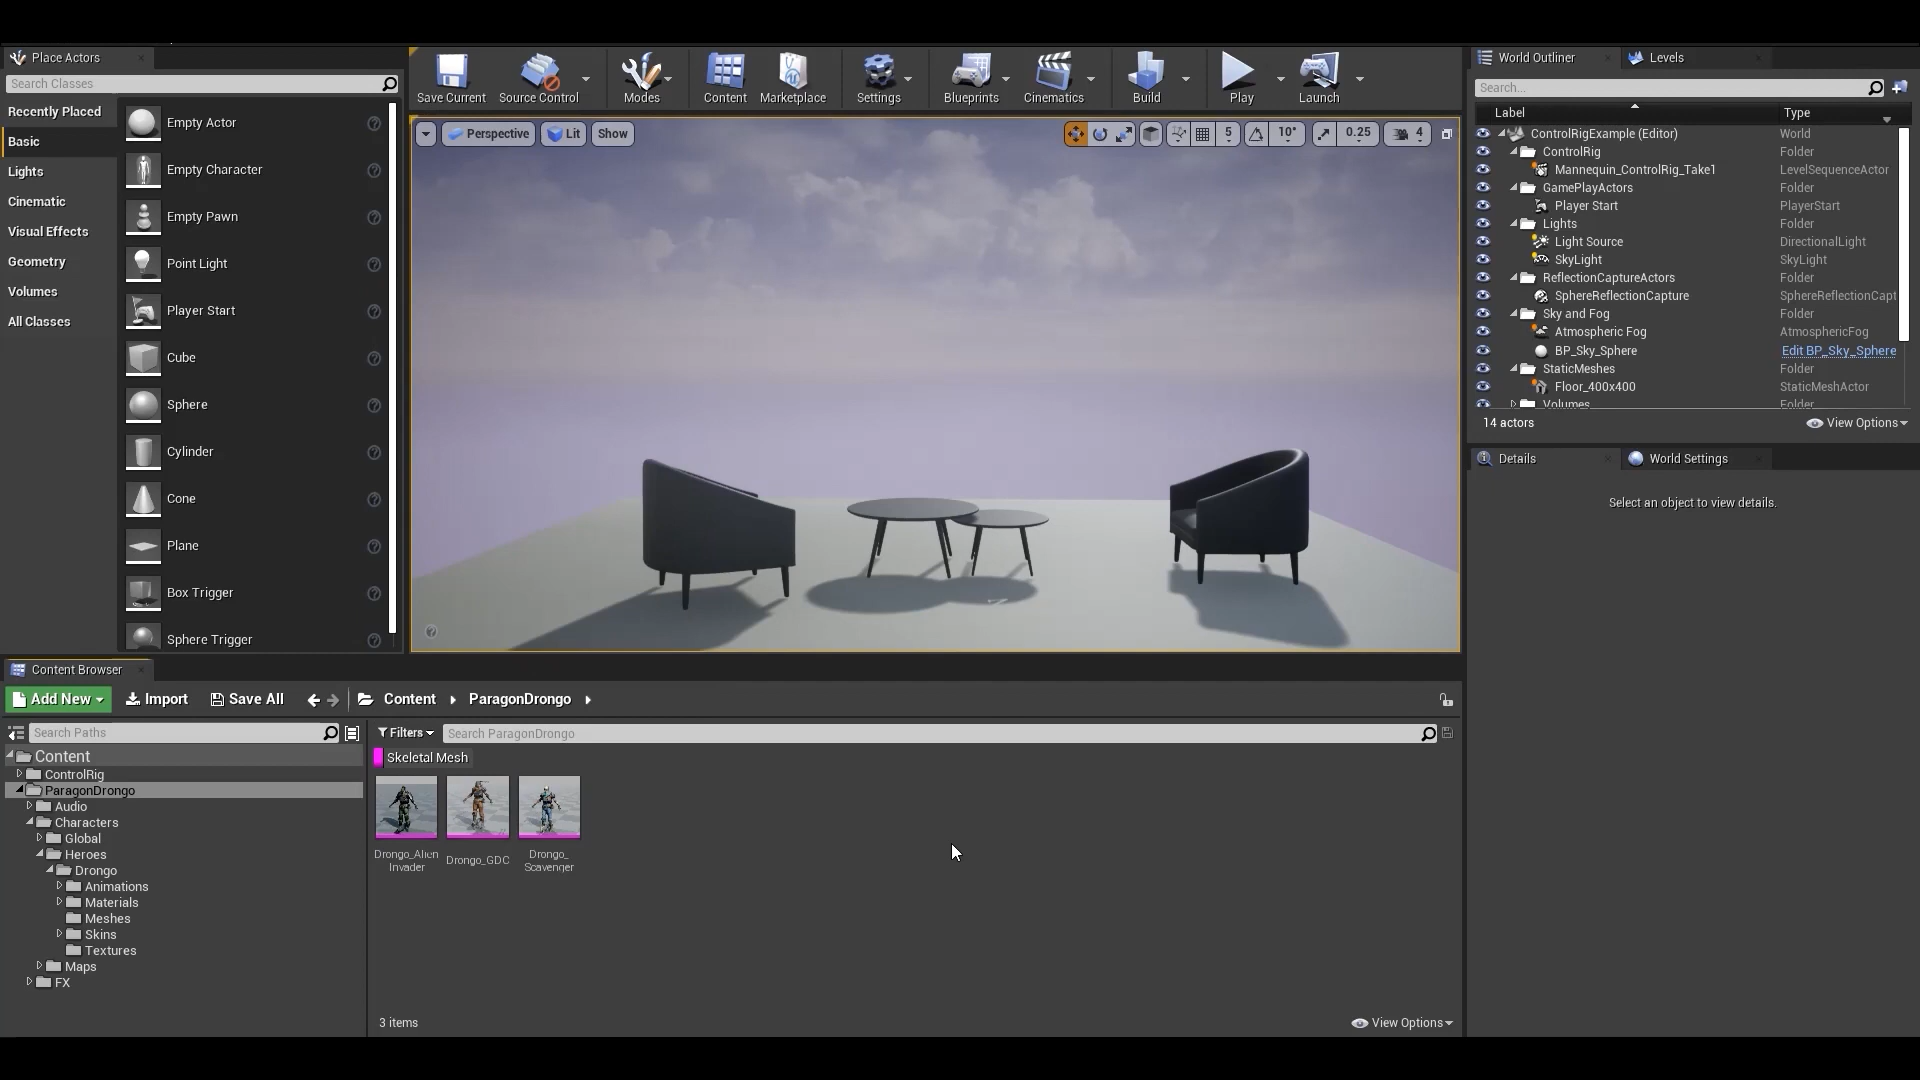 Place Actors
Search Classes
Recently Placed
Basic
Lights
Cinematic
Visual Effects
Geometry
Volumes
All Classes
Empty Actor
Empty Character
Empty Pawn
Point Light
Player Start
Cube
Sphere
Cylinder
Cone
Plane
Box Trigger
Sphere Trigger
Save Current
Source Control
Modes
Content
Marketplace
Settings
Blueprints
Cinematics
Build
Play
Launch
Perspective
Lit
Show
5
10°
0.25
4
World Outliner
Levels
Search...
Label
Type
ControlRigExample (Editor) World
ControlRig Folder
Mannequin_ControlRig_Take1 LevelSequenceActor
GamePlayActors Folder
Player Start PlayerStart
Lights Folder
Light Source DirectionalLight
SkyLight SkyLight
ReflectionCaptureActors Folder
SphereReflectionCapture SphereReflectionCapt
Sky and Fog Folder
Atmospheric Fog AtmosphericFog
BP_Sky_Sphere Edit BP_Sky_Sphere
StaticMeshes Folder
Floor_400x400 StaticMeshActor
Volumes Folder
14 actors
View Options
Details
World Settings
Select an object to view details.
Content Browser
Add New
Import
Save All
Content
ParagonDrongo
Search Paths
Filters
Search ParagonDrongo
Content
ControlRig
ParagonDrongo
Audio
Characters
Global
Heroes
Drongo
Animations
Materials
Meshes
Skins
Textures
Maps
FX
Skeletal Mesh
Drongo_Alien
Invader
Drongo_GDC
Drongo_
Scavenger
3 items
View Options